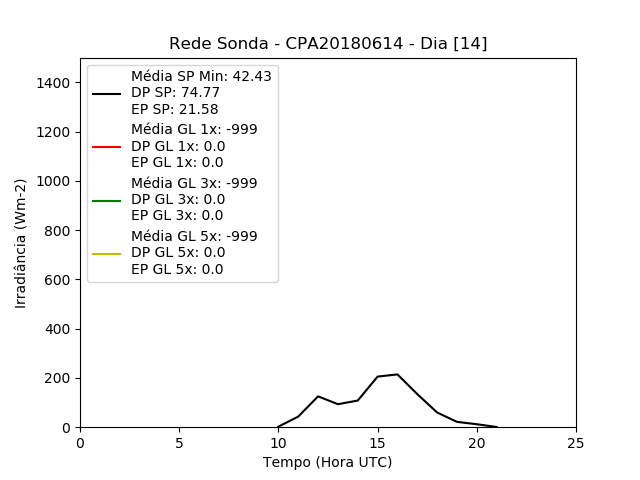 Rede Sonda - CPA20180614 - Dia [14]
Irradiância (Wm-2)
1400
1200
1000
800
600
400
200
0
Média SP Min: 42.43
DP SP: 74.77
EP SP: 21.58
Média GL 1x: -999
DP GL 1x: 0.0
EP GL 1x: 0.0
Média GL 3x: -999
DP GL 3x: 0.0
EP GL 3x: 0.0
Média GL 5x: -999
DP GL 5x: 0.0
EP GL 5x: 0.0
0 5 10 15 20 25
Tempo (Hora UTC)